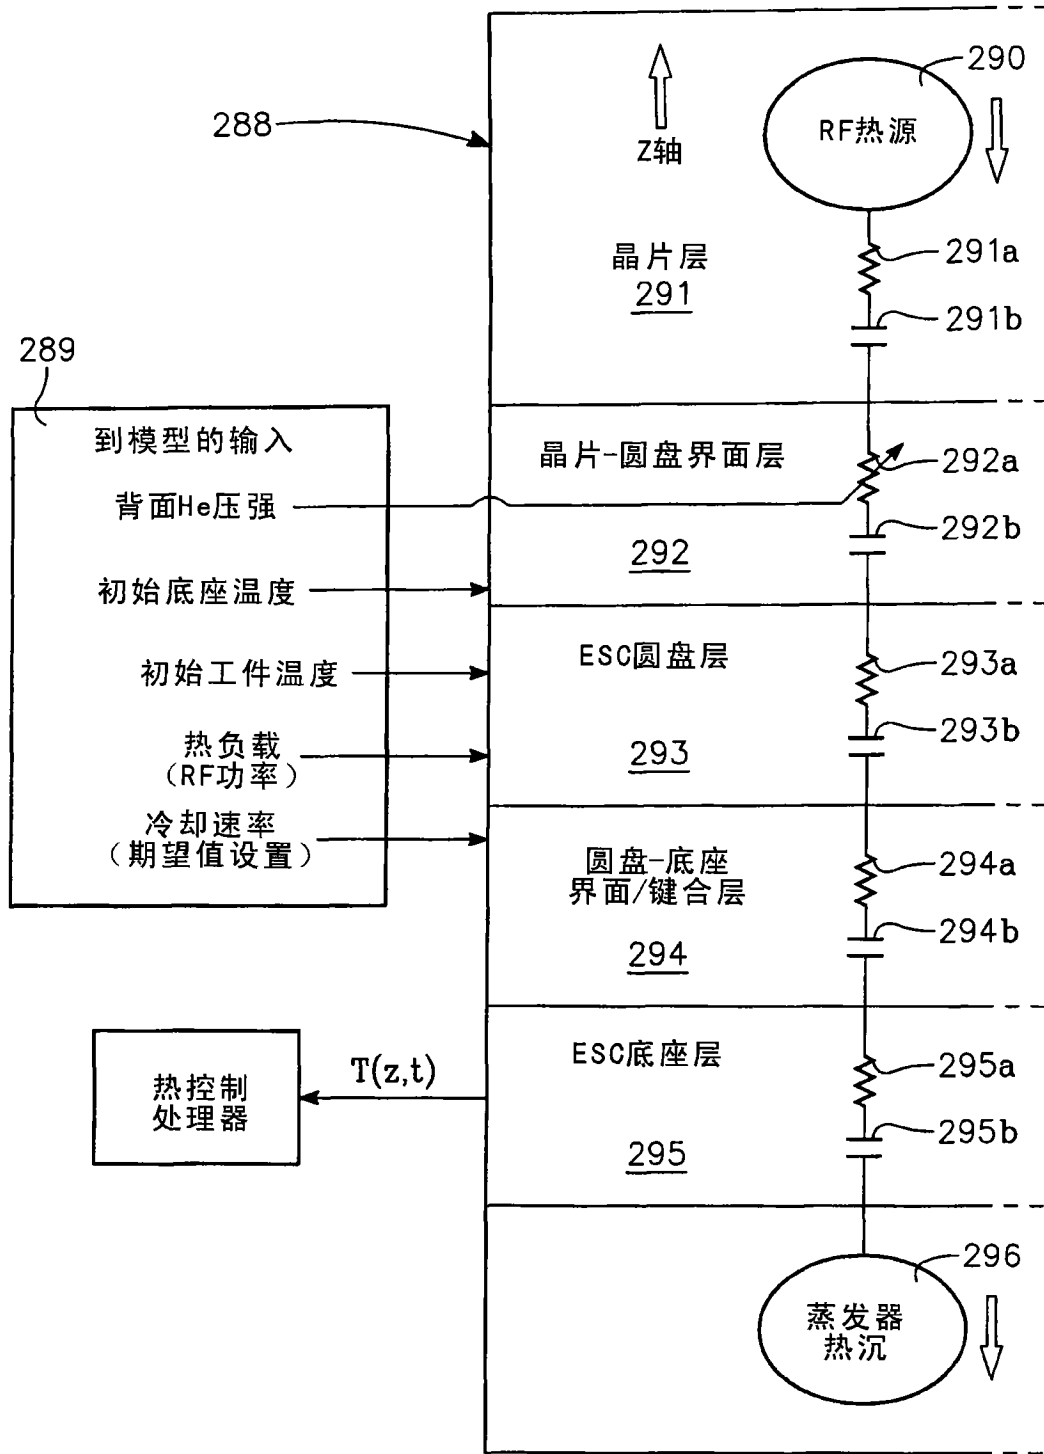 290
RF热源
288
Z轴
晶片层
291
291a
291b
289
到模型的输入
背面He压强
初始底座温度
初始工件温度
热负载
(RF功率)
冷却速率
(期望值设置)
晶片-圆盘界面层
292
292a
292b
ESC圆盘层
293
293a
293b
圆盘-底座
界面/键合层
294
294a
294b
热控制
处理器
T(z,t)
ESC底座层
295
295a
295b
296
蒸发器
热沉